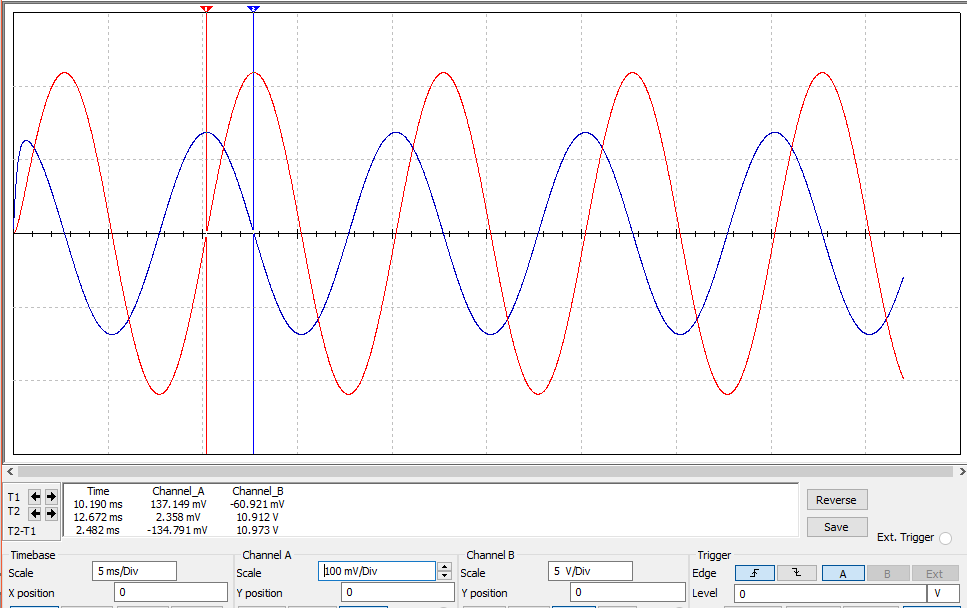 1 2
T1
T2
T2-T1
Time Channel_A Channel_B
10.190 ms 137.149 mV -60.921 mV
12.672 ms 2.358 mV 10.912 V
2.482 ms -134.791 mV 10.973 V
Reverse
Save
Ext. Trigger
Timebase Channel A Channel B Trigger
Scale 5 ms/Div Scale 100 mV/Div Scale 5 V/Div Edge A B Ext
X position 0 Y position 0 Y position 0 Level 0 V